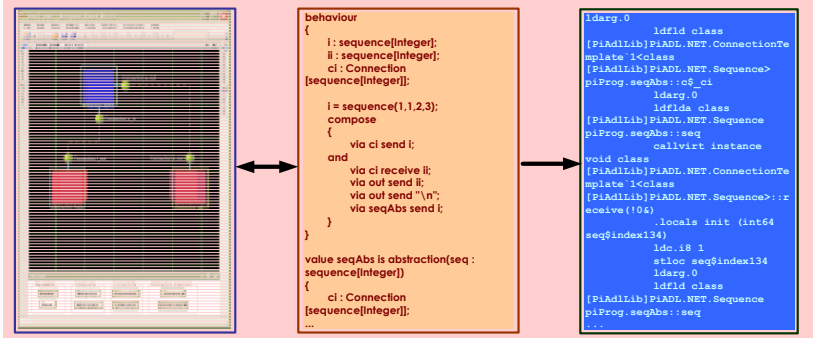 behaviour
{
i : sequence[Integer];
ii : sequence[Integer];
ci : Connection
[sequence[Integer]];
i = sequence(1,1,2,3);
compose
{
via ci send i;
and
via ci receive ii;
via out send ii;
via out send "\n";
via seqAbs send i;
}
}
value seqAbs is abstraction(seq :
sequence[Integer])
{
ci : Connection
[sequence[Integer]];
...
ldarg.0
ldfld class
[PiAdlLib]PiADL.NET.ConnectionTe
mplate`1<class
[PiAdlLib]PiADL.NET.Sequence>
piProg.seqAbs::c$_ci
ldarg.0
ldflda class
[PiAdlLib]PiADL.NET.Sequence
piProg.seqAbs::seq
callvirt instance
void class
[PiAdlLib]PiADL.NET.ConnectionTe
mplate`1<class
[PiAdlLib]PiADL.NET.Sequence>::r
eceive(!0&)
.locals init (int64
seq$index134)
ldc.i8 1
stloc seq$index134
ldarg.0
ldfld class
[PiAdlLib]PiADL.NET.Sequence
piProg.seqAbs::seq
...